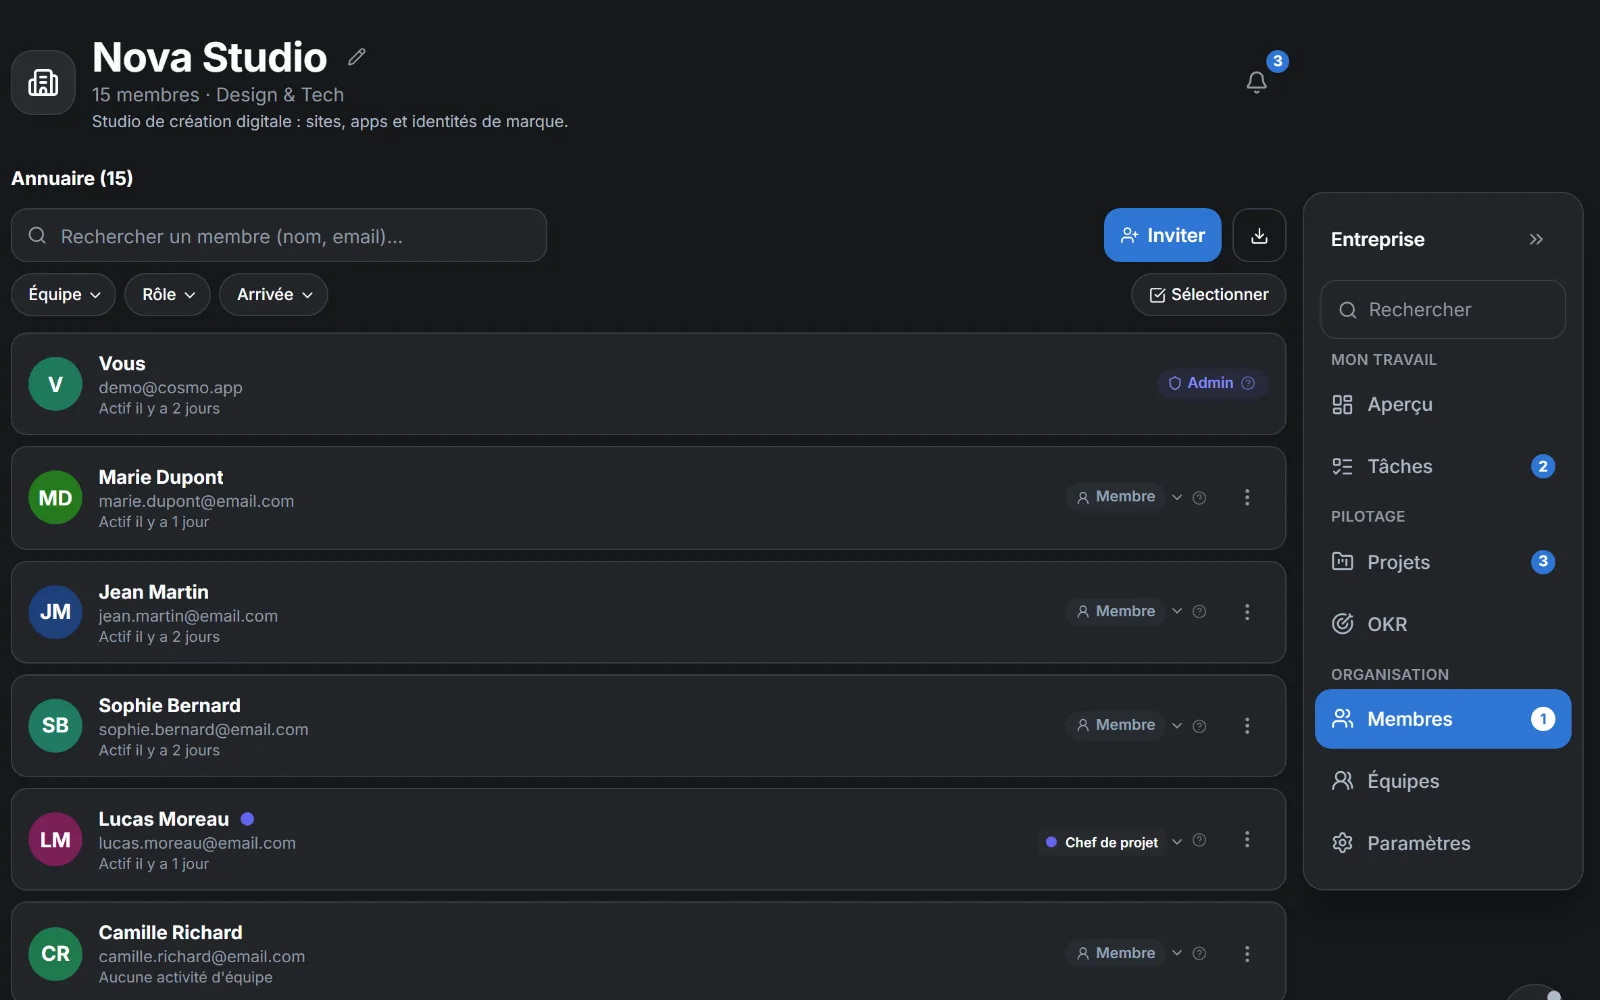 Nova Studio
15 membres · Design & Tech
Studio de création digitale : sites, apps et identités de marque.
3
Annuaire (15)
Rechercher un membre (nom, email)...
Inviter
Équipe
Rôle
Arrivée
Sélectionner
V
Vous
demo@cosmo.app
Actif il y a 2 jours
Admin
MD
Marie Dupont
marie.dupont@email.com
Actif il y a 1 jour
Membre
JM
Jean Martin
jean.martin@email.com
Actif il y a 2 jours
Membre
SB
Sophie Bernard
sophie.bernard@email.com
Actif il y a 2 jours
Membre
LM
Lucas Moreau
lucas.moreau@email.com
Actif il y a 1 jour
Chef de projet
CR
Camille Richard
camille.richard@email.com
Aucune activité d'équipe
Membre
Entreprise
Rechercher
MON TRAVAIL
Aperçu
Tâches 2
PILOTAGE
Projets 3
OKR
ORGANISATION
Membres 1
Équipes
Paramètres